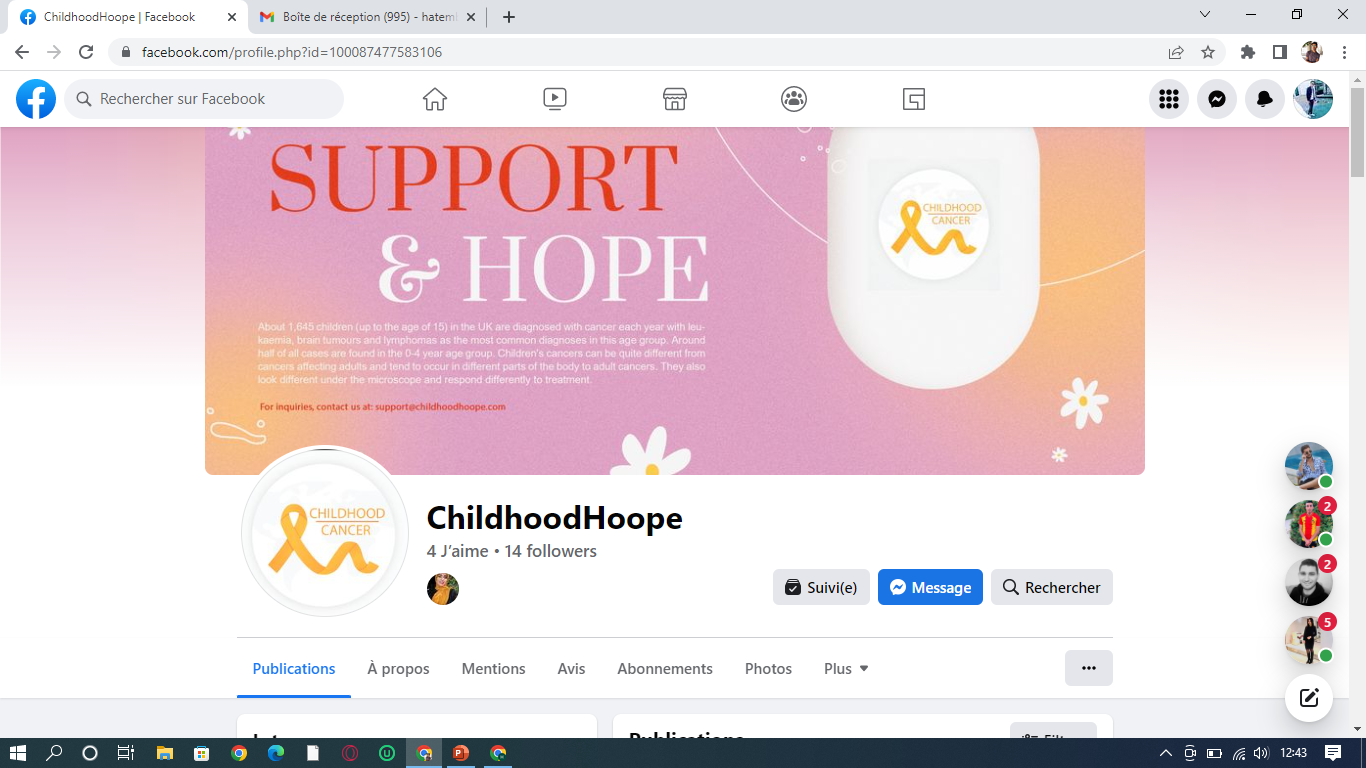 ChildhoodHoope | Facebook
Boîte de réception (995) - hatem
facebook.com/profile.php?id=100087477583106
Rechercher sur Facebook
SUPPORT
& HOPE
CHILDHOOD
CANCER
About 1,645 children (up to the age of 15) in the UK are diagnosed with cancer each year with leu-
kaemia, brain tumours and lymphomas as the most common diagnoses in this age group. Around
half of all cases are found in the 0-4 year age group. Children's cancers can be quite different from
cancers affecting adults and tend to occur in different parts of the body to adult cancers. They also
look different under the microscope and respond differently to treatment.
For inquiries, contact us at: support@childhoodhoope.com
CHILDHOOD
CANCER
ChildhoodHoope
4 J’aime • 14 followers
Suivi(e)
Message
Rechercher
2
2
5
Publications
À propos
Mentions
Avis
Abonnements
Photos
Plus
Publications
12:43